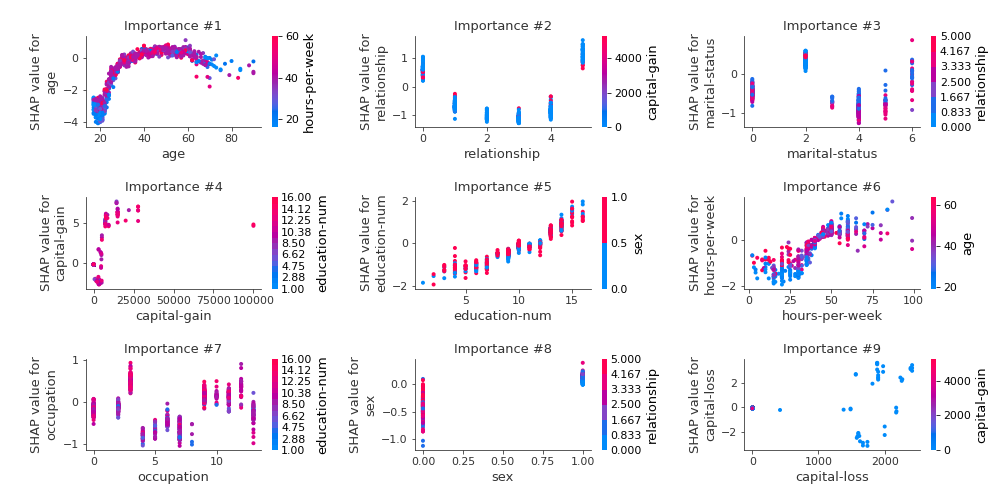 Importance #1
SHAP value for
age
0
−2
−4
20
40
60
80
age
60
40
20
hours-per-week
Importance #2
SHAP value for
relationship
1
0
−1
0
2
4
relationship
4000
2000
0
capital-gain
Importance #3
SHAP value for
marital-status
0
−1
0
2
4
6
marital-status
5.000
4.167
3.333
2.500
1.667
0.833
0.000
relationship
Importance #4
SHAP value for
capital-gain
5
0
0
25000
50000
75000
100000
capital-gain
16.00
14.12
12.25
10.38
8.50
6.62
4.75
2.88
1.00
education-num
Importance #5
SHAP value for
education-num
2
0
−2
5
10
15
education-num
1.0
0.5
0.0
sex
Importance #6
SHAP value for
hours-per-week
0
−2
0
25
50
75
100
hours-per-week
60
40
20
age
Importance #7
SHAP value for
occupation
1
0
−1
0
5
10
occupation
16.00
14.12
12.25
10.38
8.50
6.62
4.75
2.88
1.00
education-num
Importance #8
SHAP value for
sex
0.0
−0.5
−1.0
0.00
0.25
0.50
0.75
1.00
sex
5.000
4.167
3.333
2.500
1.667
0.833
0.000
relationship
Importance #9
SHAP value for
capital-loss
2
0
−2
0
1000
2000
capital-loss
4000
2000
0
capital-gain